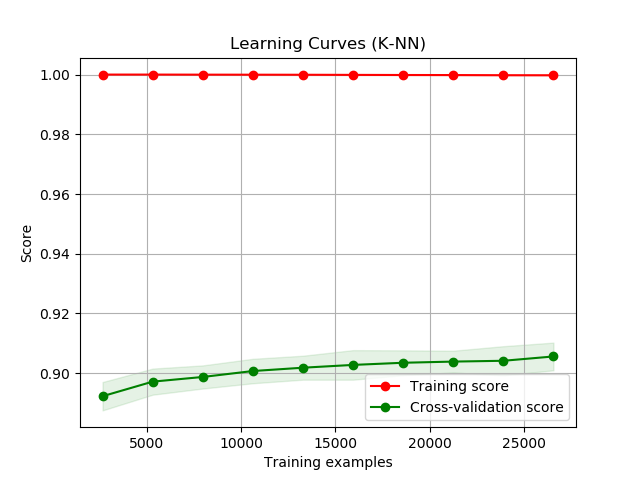 Learning Curves (K-NN)
1.00
0.98
0.96
0.94
0.92
0.90
Score
5000 10000 15000 20000 25000
Training examples
Training score
Cross-validation score